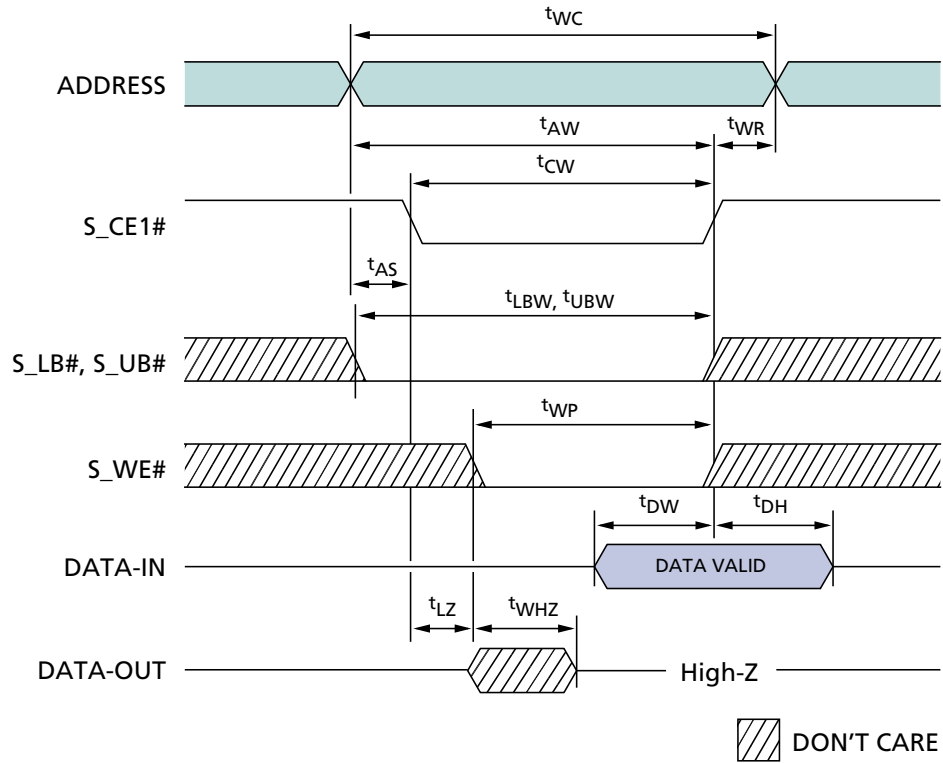 tWC
ADDRESS
tAW
tWR
tCW
S_CE1#
tAS
tLBW, tUBW
S_LB#, S_UB#
tWP
S_WE#
tDW
tDH
DATA-IN
DATA VALID
tLZ
tWHZ
DATA-OUT
High-Z
DON'T CARE